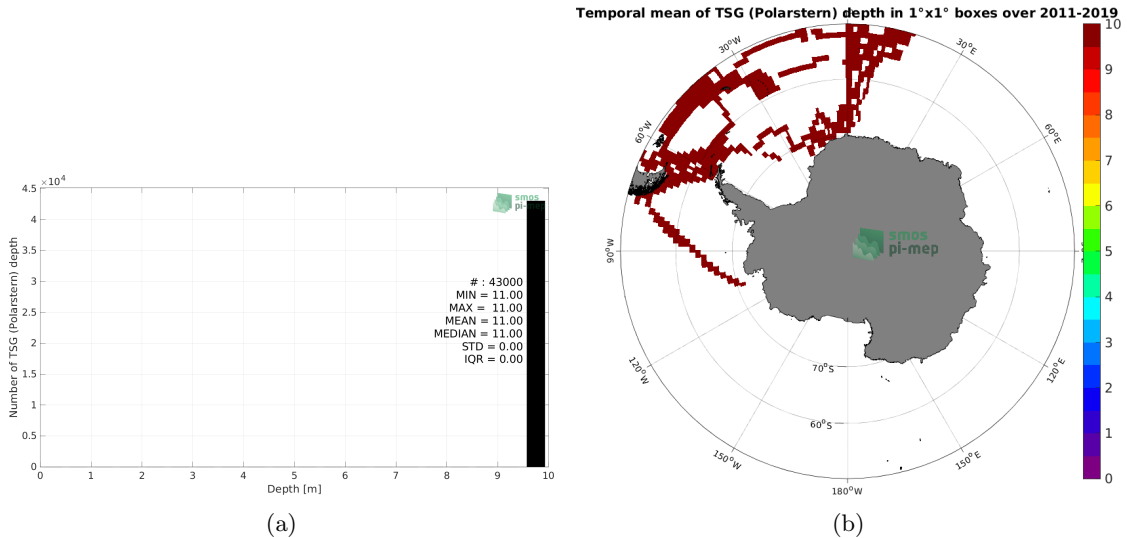 Temporal mean of TSG (Polarstern) depth in 1°x1° boxes over 2011-2019
×10⁴
4.5
4
3.5
3
2.5
2
1.5
1
0.5
0
Number of TSG (Polarstern) depth
smos
pi-mep
# : 43000
MIN = 11.00
MAX = 11.00
MEAN = 11.00
MEDIAN = 11.00
STD = 0.00
IQR = 0.00
0 1 2 3 4 5 6 7 8 9 10
Depth [m]
(a)
30°W
30°E
60°W
60°E
90°W
120°W
120°E
150°W
150°E
180°W
70°S
60°S
smos
pi-mep
10
9
8
7
6
5
4
3
2
1
0
(b)